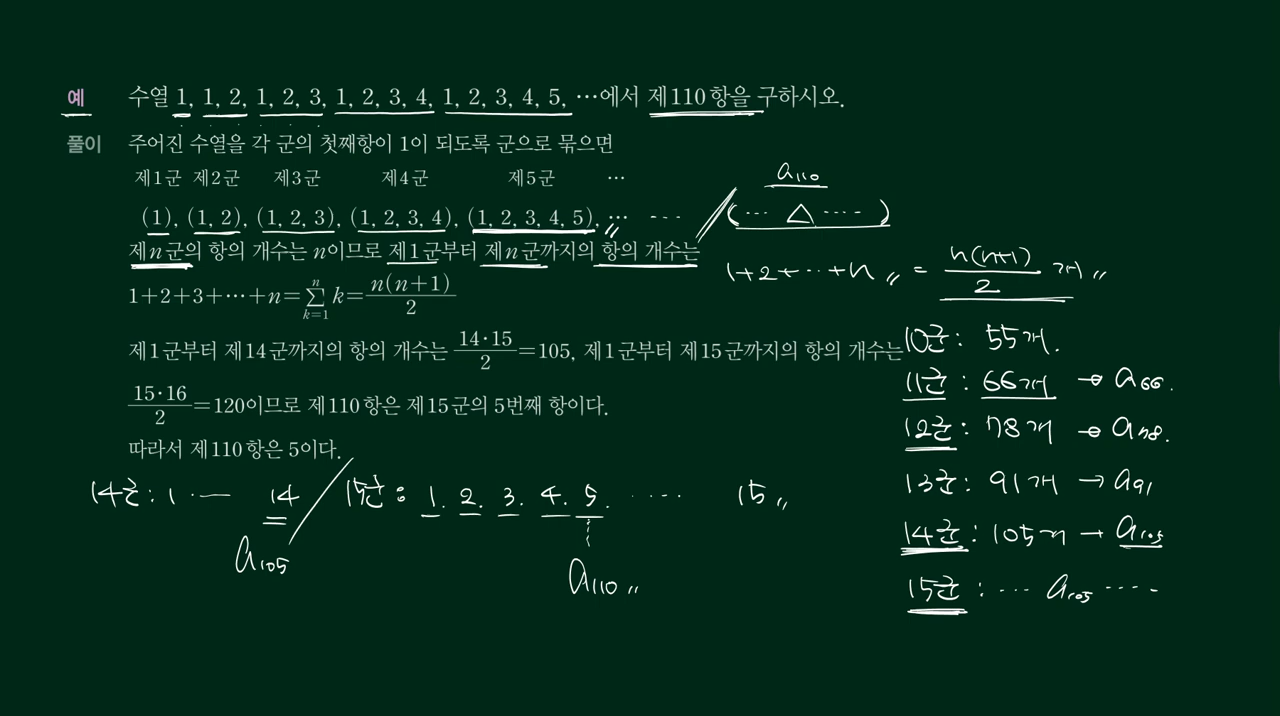 예 수열 1, 1, 2, 1, 2, 3, 1, 2, 3, 4, 1, 2, 3, 4, 5, …에서 제110항을 구하시오.
풀이 주어진 수열을 각 군의 첫째항이 1이 되도록 군으로 묶으면
제1군 제2군 제3군 제4군 제5군 …
(1), (1, 2), (1, 2, 3), (1, 2, 3, 4), (1, 2, 3, 4, 5), …
제n군의 항의 개수는 n이므로 제1군부터 제n군까지의 항의 개수는
1+2+3+…+n=∑_{k=1}^{n} k=n(n+1)/2
제1군부터 제14군까지의 항의 개수는 14·15/2=105, 제1군부터 제15군까지의 항의 개수는
15·16/2=120이므로 제110항은 제15군의 5번째 항이다.
따라서 제110항은 5이다.
a₁₁₀
(… △ ….)
1+2+…+n〃 = n(n+1)/2 개〃
10군: 55개.
11군: 66개 → a₆₆.
12군: 78개 → a₇₈.
13군: 91개 → a₉₁
14군: 105개 → a₁₀₅
15군: … a₁₀₅ ….
14군: 1 … 14 / 15군: 1. 2. 3. 4. 5. …. 15〃
a₁₀₅
a₁₁₀〃